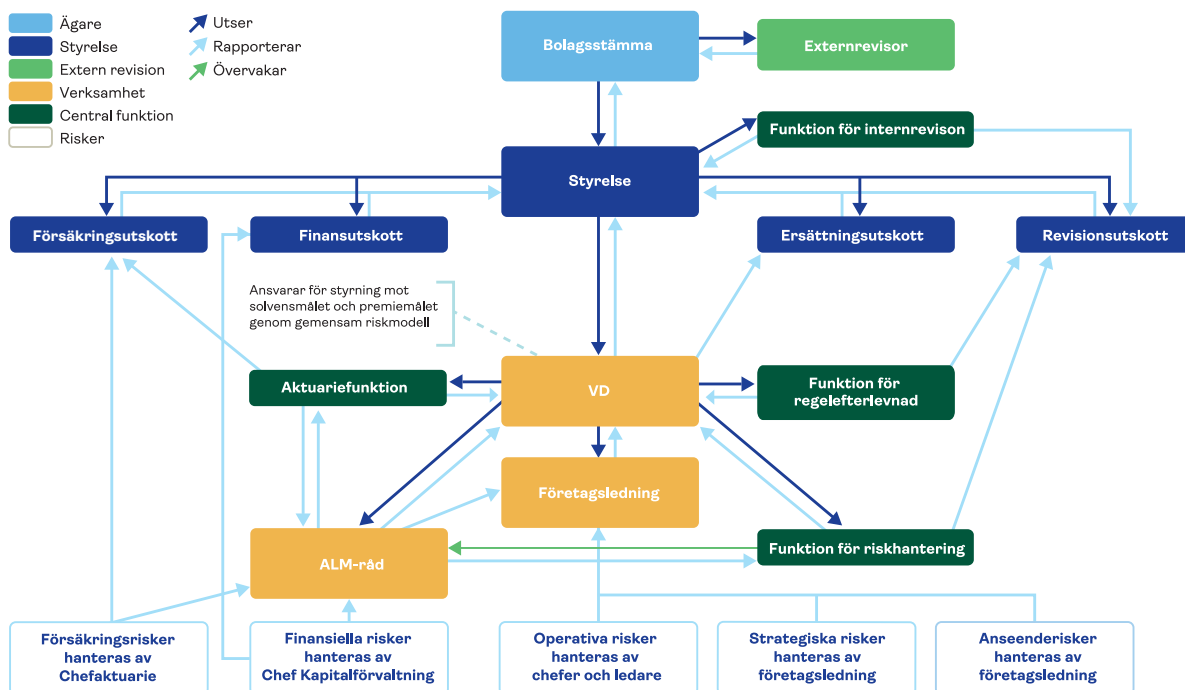 Ägare
Styrelse
Extern revision
Verksamhet
Central funktion
Risker
Utser
Rapporterar
Övervakar
Bolagsstämma
Externrevisor
Funktion för internrevison
Styrelse
Försäkringsutskott
Finansutskott
Ersättningsutskott
Revisionsutskott
Ansvarar för styrning mot
solvensmålet och premiemålet
genom gemensam riskmodell
Aktuariefunktion
VD
Funktion för
regelefterlevnad
Företagsledning
ALM-råd
Funktion för riskhantering
Försäkringsrisker
hanteras av
Chefaktuarie
Finansiella risker
hanteras av
Chef Kapitalförvaltning
Operativa risker
hanteras av
chefer och ledare
Strategiska risker
hanteras av
företagsledning
Anseenderisker
hanteras av
företagsledning